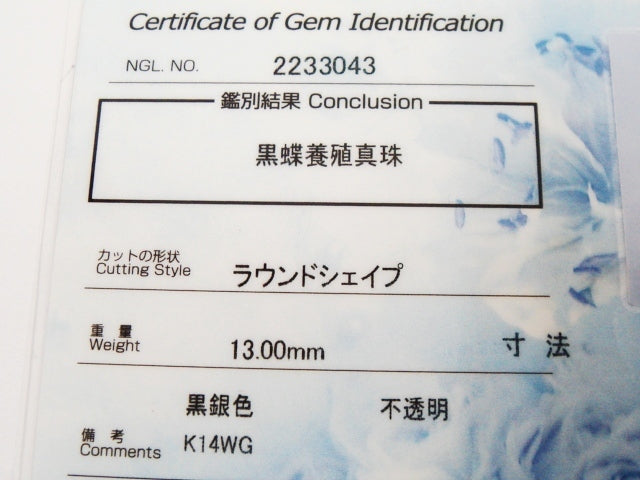 Certificate of Gem Identification
NGL. NO. 2233043
鑑別結果 Conclusion
黒蝶養殖真珠
カットの形状
Cutting Style ラウンドシェイプ
重量
Weight 13.00mm 寸法
黒銀色 不透明
備考
Comments K14WG